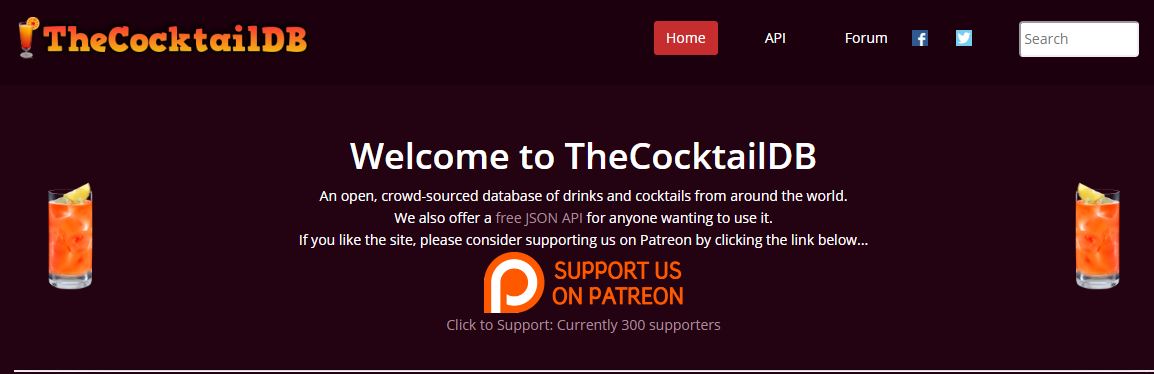 TheCocktailDB
Home
API
Forum
Search
Welcome to TheCocktailDB
An open, crowd-sourced database of drinks and cocktails from around the world.
We also offer a free JSON API for anyone wanting to use it.
If you like the site, please consider supporting us on Patreon by clicking the link below...
SUPPORT US
ON PATREON
Click to Support: Currently 300 supporters